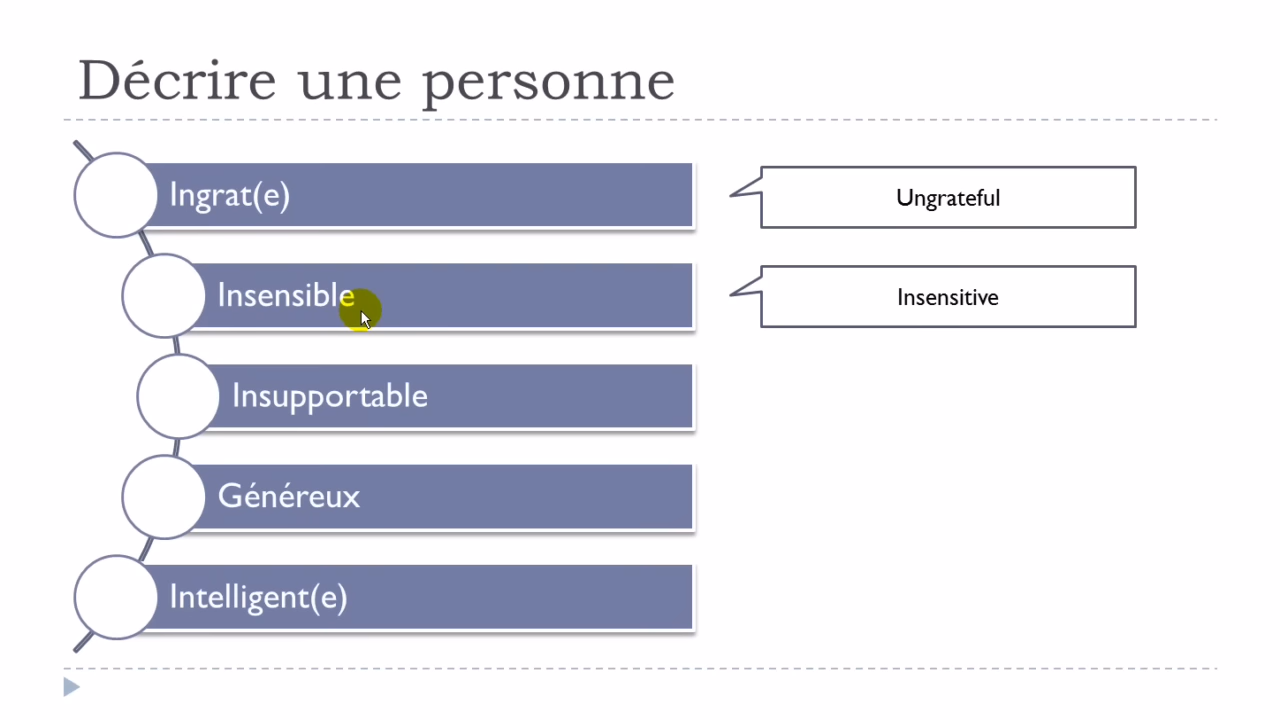 Décrire une personne
Ingrat(e)
Ungrateful
Insensible
Insensitive
Insupportable
Généreux
Intelligent(e)